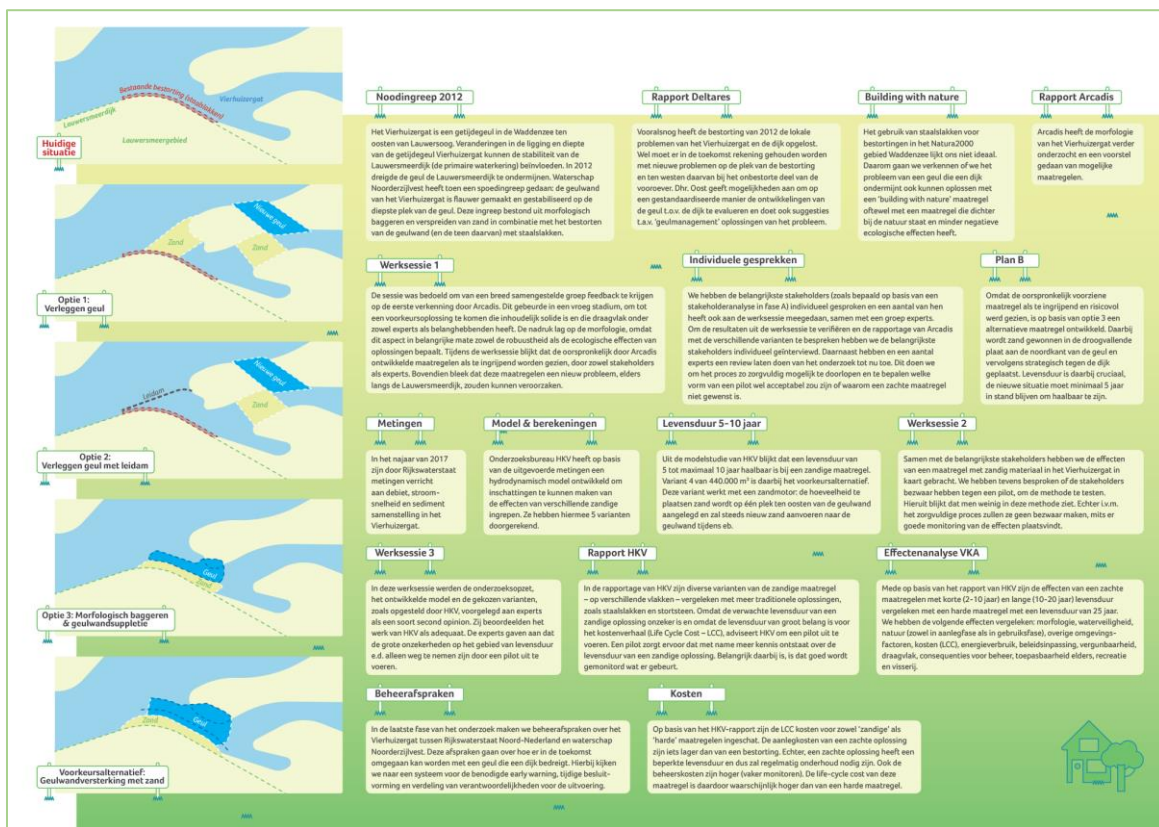 Bestaande bestorting (staalslakken)
Vierhuizergat
Lauwersmeerdijk
Lauwersmeergebied
Huidige
situatie
Nieuwe geul
Zand
Zand
Optie 1:
Verleggen geul
Nieuwe geul
Leidam
Zand
Optie 2:
Verleggen geul met leidam
Geul
Zand
Optie 3: Morfologisch baggeren
& geulwandsuppletie
Zand
Geul
Voorkeursalternatief:
Geulwandversterking met zand
Noodingreep 2012
Het Vierhuizergat is een getijdegeul in de Waddenzee ten
oosten van Lauwersoog. Veranderingen in de ligging en diepte
van de getijdegeul Vierhuizergat kunnen de stabiliteit van de
Lauwersmeerdijk (de primaire waterkering) beïnvloeden. In 2012
dreigde de geul de Lauwersmeerdijk te ondermijnen. Waterschap
Noorderzijlvest heeft toen een spoedingreep gedaan: de geulwand
van het Vierhuizergat is flauwer gemaakt en gestabiliseerd op de
diepste plek van de geul. Deze ingreep bestond uit morfologisch
baggeren en verspreiden van zand in combinatie met het bestorten
van de geulwand (en de teen daarvan) met staalslakken.
Rapport Deltares
Vooralsnog heeft de bestorting van 2012 de lokale
problemen van het Vierhuizergat en de dijk opgelost.
Wel moet er in de toekomst rekening gehouden worden
met nieuwe problemen op de plek van de bestorting
en ten westen daarvan bij het onbestorte deel van de
vooroever. Dhr. Oost geeft mogelijkheden aan om op
een gestandaardiseerde manier de ontwikkelingen van
de geul t.o.v. de dijk te evalueren en doet ook suggesties
t.a.v. 'geulmanagement' oplossingen van het probleem.
Building with nature
Het gebruik van staalslakken voor
bestortingen in het Natura2000
gebied Waddenzee lijkt ons niet ideaal.
Daarom gaan we verkennen of we het
probleem van een geul die een dijk
ondermijnt ook kunnen oplossen met
een 'building with nature' maatregel
oftewel met een maatregel die dichter
bij de natuur staat en minder negatieve
ecologische effecten heeft.
Rapport Arcadis
Arcadis heeft de morfologie
van het Vierhuizergat verder
onderzocht en een voorstel
gedaan van mogelijke
maatregelen.
Werksessie 1
De sessie was bedoeld om van een breed samengestelde groep feedback te krijgen
op de eerste verkenning door Arcadis. Dit gebeurde in een vroeg stadium, om tot
een voorkeursoplossing te komen die inhoudelijk solide is en die draagvlak onder
zowel experts als belanghebbenden heeft. De nadruk lag op de morfologie, omdat
dit aspect in belangrijke mate zowel de robuustheid als de ecologische effecten van
oplossingen bepaalt. Tijdens de werksessie blijkt dat de oorspronkelijk door Arcadis
ontwikkelde maatregelen als te ingrijpend worden gezien, door zowel stakeholders
als experts. Bovendien bleek dat deze maatregelen een nieuw probleem, elders
langs de Lauwersmeerdijk, zouden kunnen veroorzaken.
Individuele gesprekken
We hebben de belangrijkste stakeholders (zoals bepaald op basis van een
stakeholderanalyse in fase A) individueel gesproken en een aantal van hen
heeft ook aan de werksessie meegedaan, samen met een groep experts.
Om de resultaten uit de werksessie te verifiëren en de rapportage van Arcadis
met de verschillende varianten te bespreken hebben we de belangrijkste
stakeholders individueel geïnterviewd. Daarnaast hebben en een aantal
experts een review laten doen van het onderzoek tot nu toe. Dit doen we
om het proces zo zorgvuldig mogelijk te doorlopen en te bepalen welke
vorm van een pilot wel acceptabel zou zijn of waarom een zachte maatregel
niet gewenst is.
Plan B
Omdat de oorspronkelijk voorziene
maatregel als te ingrijpend en risicovol
werd gezien, is op basis van optie 3 een
alternatieve maatregel ontwikkeld. Daarbij
wordt zand gewonnen in de droogvallende
plaat aan de noordkant van de geul en
vervolgens strategisch tegen de dijk
geplaatst. Levensduur is daarbij cruciaal,
de nieuwe situatie moet minimaal 5 jaar
in stand blijven om haalbaar te zijn.
Metingen
In het najaar van 2017
zijn door Rijkswaterstaat
metingen verricht
aan debiet, stroom-
snelheid en sediment
samenstelling in het
Vierhuizergat.
Model & berekeningen
Onderzoeksbureau HKV heeft op basis
van de uitgevoerde metingen een
hydrodynamisch model ontwikkeld om
inschattingen te kunnen maken van
de effecten van verschillende zandige
ingrepen. Ze hebben hiermee 5 varianten
doorgerekend.
Levensduur 5-10 jaar
Uit de modelstudie van HKV blijkt dat een levensduur van
5 tot maximaal 10 jaar haalbaar is bij een zandige maatregel.
Variant 4 van 440.000 m³ is daarbij het voorkeursalternatief.
Deze variant werkt met een zandmotor: de hoeveelheid te
plaatsen zand wordt op één plek ten oosten van de geulwand
aangelegd en zal steeds nieuw zand aanvoeren naar de
geulwand tijdens eb.
Werksessie 2
Samen met de belangrijkste stakeholders hebben we de effecten
van een maatregel met zandig materiaal in het Vierhuizergat in
kaart gebracht. We hebben tevens besproken of de stakeholders
bezwaar hebben tegen een pilot, om de methode te testen.
Hieruit blijkt dat men weinig in deze methode ziet. Echter i.v.m.
het zorgvuldige proces zullen ze geen bezwaar maken, mits er
goede monitoring van de effecten plaatsvindt.
Werksessie 3
In deze werksessie werden de onderzoeksopzet,
het ontwikkelde model en de gekozen varianten,
zoals opgesteld door HKV, voorgelegd aan experts
als een soort second opinion. Zij beoordeelden het
werk van HKV als adequaat. De experts gaven aan dat
de grote onzekerheden op het gebied van levensduur
e.d. alleen weg te nemen zijn door een pilot uit te
voeren.
Rapport HKV
In de rapportage van HKV zijn diverse varianten van de zandige maatregel
– op verschillende vlakken – vergeleken met meer traditionele oplossingen,
zoals staalslakken en stortsteen. Omdat de verwachte levensduur van een
zandige oplossing onzeker is en omdat de levensduur van groot belang is voor
het kostenverhaal (Life Cycle Cost – LCC), adviseert HKV om een pilot uit te
voeren. Een pilot zorgt ervoor dat met name meer kennis ontstaat over de
levensduur van een zandige oplossing. Belangrijk daarbij is, is dat goed wordt
gemonitord wat er gebeurt.
Effectenanalyse VKA
Mede op basis van het rapport van HKV zijn de effecten van een zachte
maatregelen met korte (2–10 jaar) en lange (10–20 jaar) levensduur
vergeleken met een harde maatregel met een levensduur van 25 jaar.
We hebben de volgende effecten vergeleken: morfologie, waterveiligheid,
natuur (zowel in aanlegfase als in gebruiksfase), overige omgevings-
factoren, kosten (LCC), energieverbruik, beleidsinpassing, vergunbaarheid,
draagvlak, consequenties voor beheer, toepasbaarheid elders, recreatie
en visserij.
Beheerafspraken
In de laatste fase van het onderzoek maken we beheerafspraken over het
Vierhuizergat tussen Rijkswaterstaat Noord-Nederland en waterschap
Noorderzijlvest. Deze afspraken gaan over hoe er in de toekomst
omgegaan kan worden met een geul die een dijk bedreigt. Hierbij kijken
we naar een systeem voor de benodigde early warning, tijdige besluit-
vorming en verdeling van verantwoordelijkheden voor de uitvoering.
Kosten
Op basis van het HKV-rapport zijn de LCC kosten voor zowel 'zandige' als
'harde' maatregelen ingeschat. De aanlegkosten van een zachte oplossing
zijn iets lager dan van een bestorting. Echter, een zachte oplossing heeft een
beperkte levensduur en dus zal regelmatig onderhoud nodig zijn. Ook de
beheerskosten zijn hoger (vaker monitoren). De life-cycle cost van deze
maatregel is daardoor waarschijnlijk hoger dan van een harde maatregel.